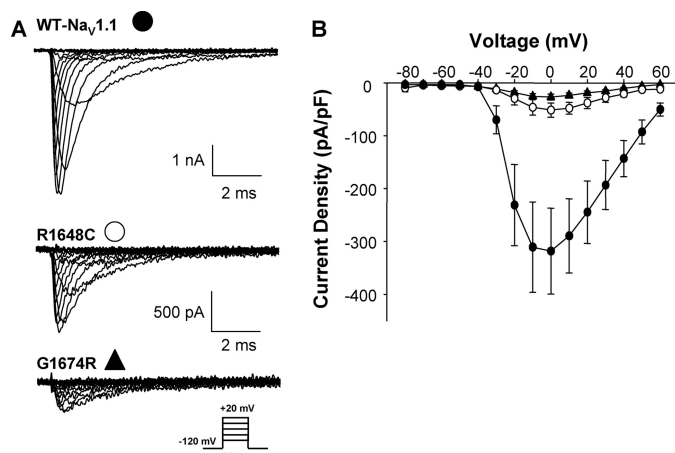 A
WT-NaV1.1
1 nA
2 ms
R1648C
500 pA
2 ms
G1674R
+20 mV
-120 mV
B
Voltage (mV)
-80 -60 -40 -20 0 20 40 60
Current Density (pA/pF)
0
-100
-200
-300
-400